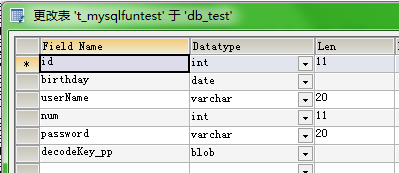 更改表 't_mysqlfuntest' 于 'db_test'
Field Name Datatype Len
* id int 11
birthday date
userName varchar 20
num int 11
password varchar 20
decodeKey_pp blob